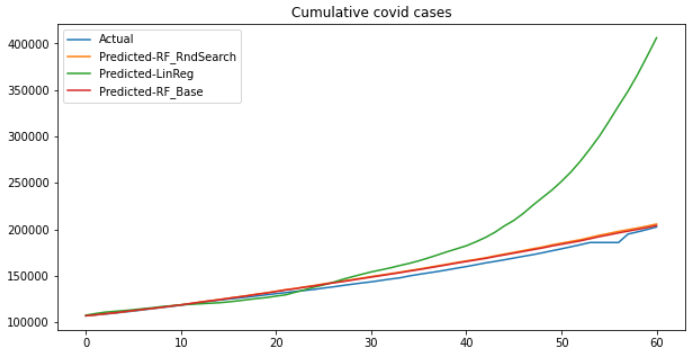 Cumulative covid cases
Actual
Predicted-RF_RndSearch
Predicted-LinReg
Predicted-RF_Base
400000
350000
300000
250000
200000
150000
100000
0 10 20 30 40 50 60